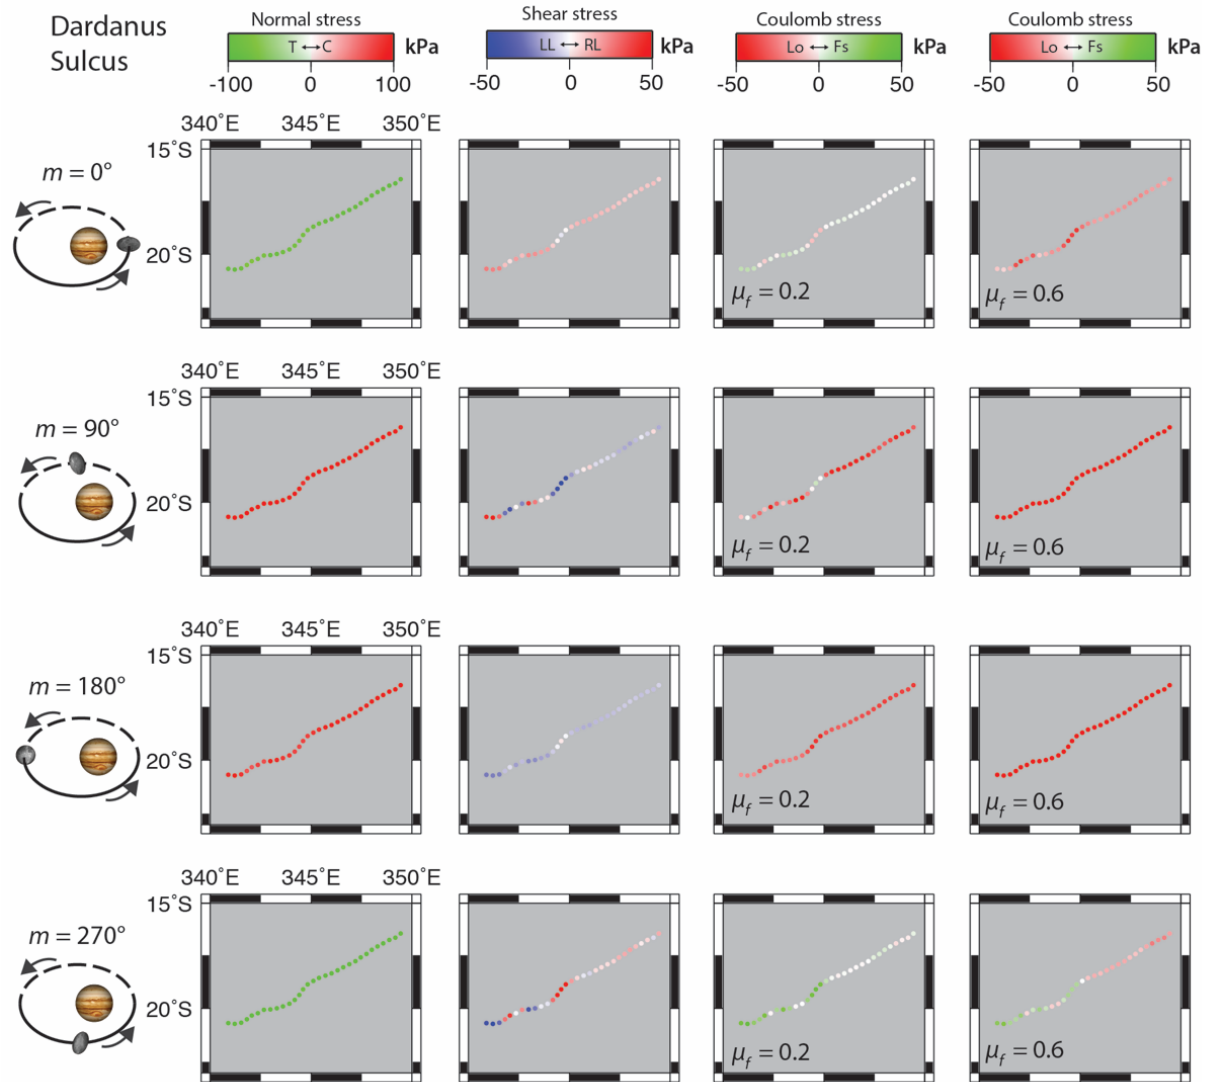 Dardanus
Sulcus
Normal stress
T ↔ C
kPa
-100 0 100
Shear stress
LL ↔ RL
kPa
-50 0 50
Coulomb stress
Lo ↔ Fs
kPa
-50 0 50
Coulomb stress
Lo ↔ Fs
kPa
-50 0 50
340˚E 345˚E 350˚E
15˚S
20˚S
m = 0°
μf = 0.2
μf = 0.6
340˚E 345˚E 350˚E
15˚S
20˚S
m = 90°
μf = 0.2
μf = 0.6
340˚E 345˚E 350˚E
15˚S
20˚S
m = 180°
μf = 0.2
μf = 0.6
340˚E 345˚E 350˚E
15˚S
20˚S
m = 270°
μf = 0.2
μf = 0.6